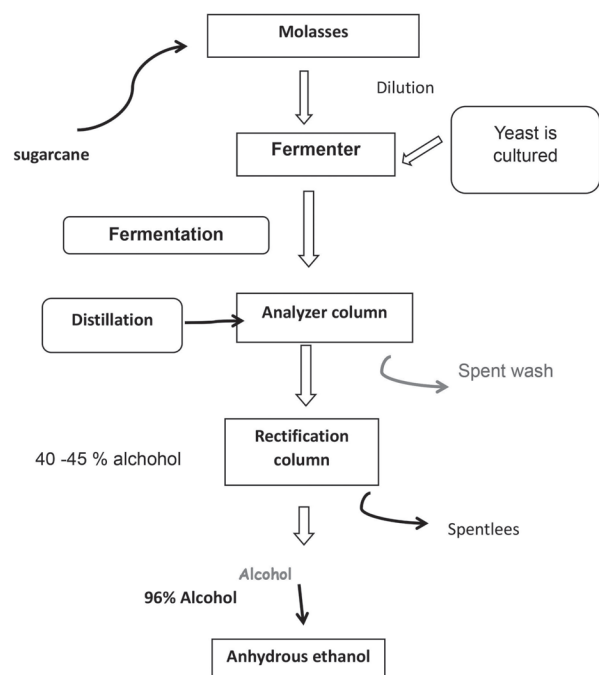 Molasses
Dilution
sugarcane
Fermenter
Yeast is
cultured
Fermentation
Distillation
Analyzer column
Spent wash
Rectification
column
40 -45 % alchohol
Spentlees
Alcohol
96% Alcohol
Anhydrous ethanol